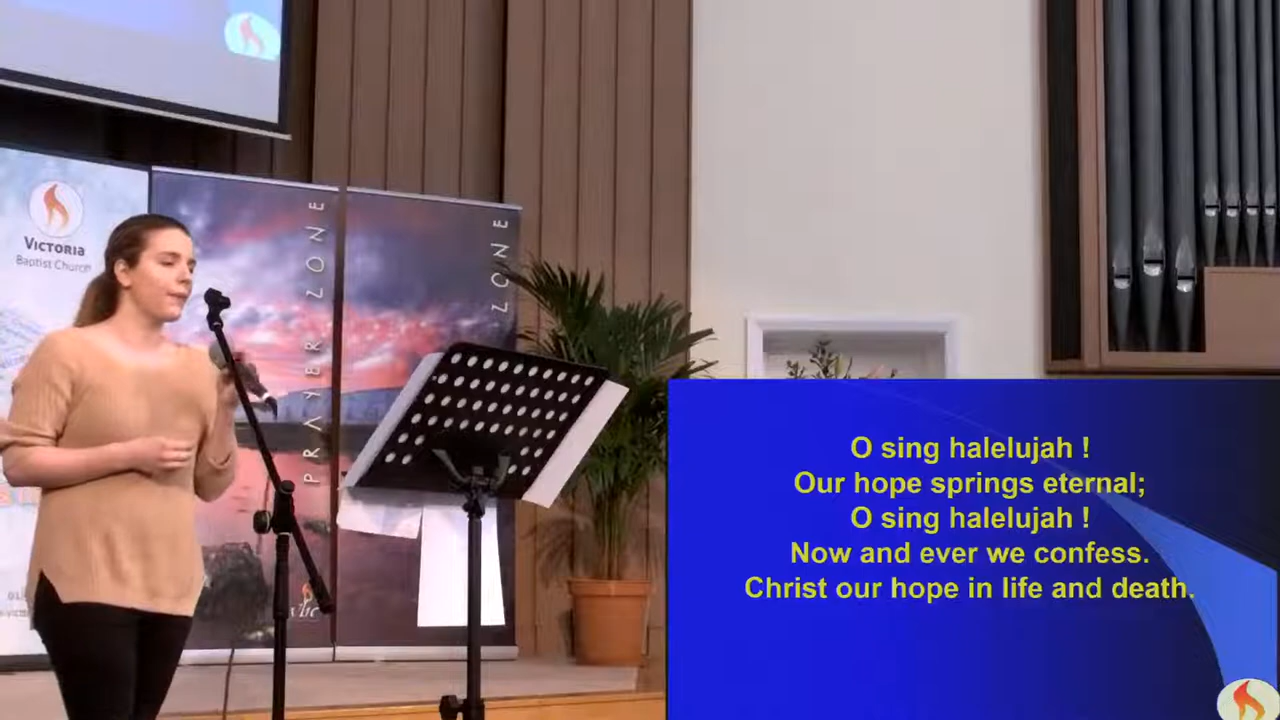 VICTORIA
Baptist Church
PRAYER ZONE
ZONE
O sing halelujah !
Our hope springs eternal;
O sing halelujah !
Now and ever we confess.
Christ our hope in life and death.